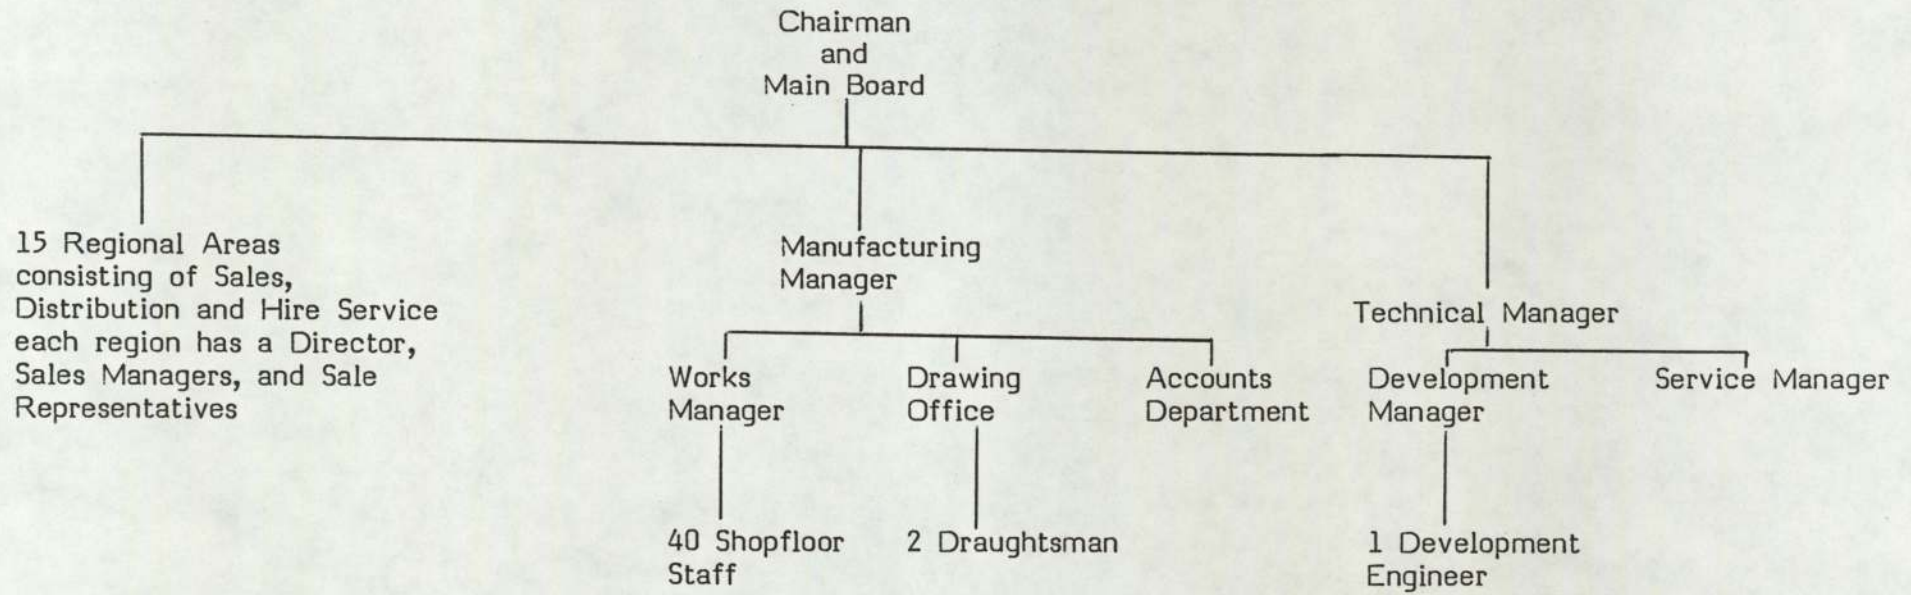 Chairman
and
Main Board
15 Regional Areas
consisting of Sales,
Distribution and Hire Service
each region has a Director,
Sales Managers, and Sale
Representatives
Manufacturing
Manager
Technical Manager
Works
Manager
Drawing
Office
Accounts
Department
Development
Manager
Service Manager
40 Shopfloor
Staff
2 Draughtsman
1 Development
Engineer